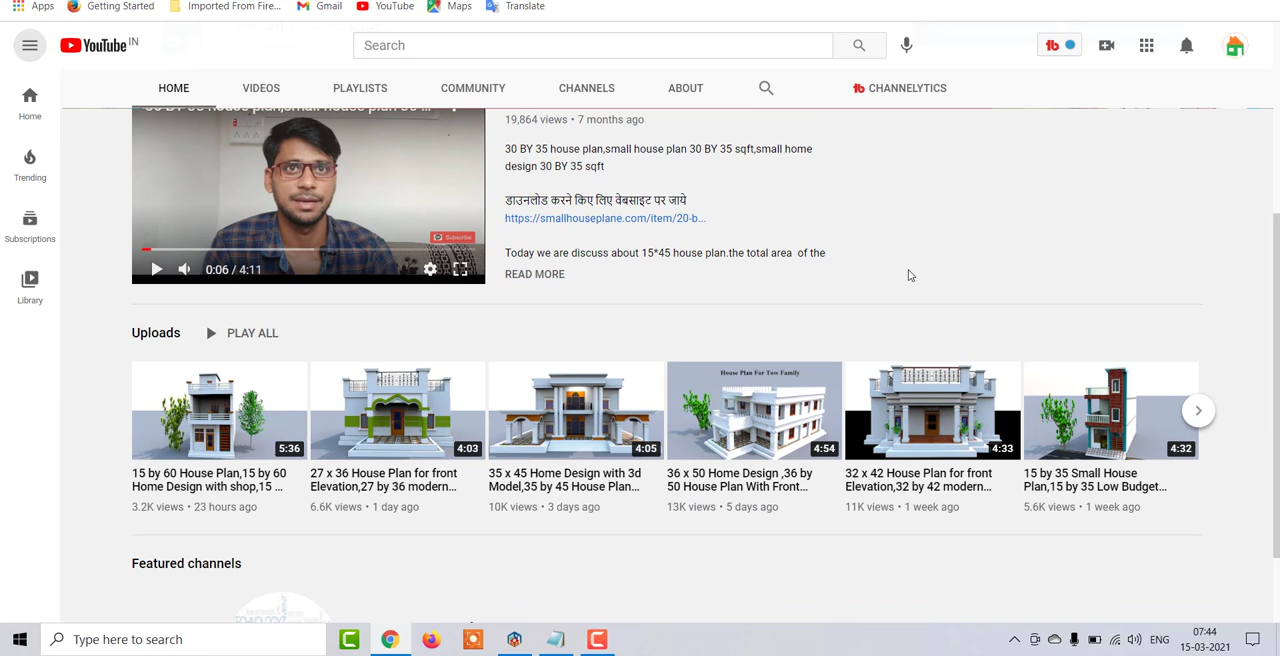 Apps Getting Started Imported From Fire... Gmail YouTube Maps Translate
YouTube IN
Search
tb
HOME VIDEOS PLAYLISTS COMMUNITY CHANNELS ABOUT tb CHANNELYTICS
Home
Trending
Subscriptions
Library
Subscribe
0:06 / 4:11
19,864 views • 7 months ago
30 BY 35 house plan,small house plan 30 BY 35 sqft,small home
design 30 BY 35 sqft
डाउनलोड करने किए लिए वेबसाइट पर जाये
https://smallhouseplane.com/item/20-b...
Today we are discuss about 15*45 house plan.the total area of the
READ MORE
Uploads PLAY ALL
House Plan For Tow Family
5:36 4:03 4:05 4:54 4:33 4:32
15 by 60 House Plan,15 by 60
Home Design with shop,15 ...
3.2K views • 23 hours ago
27 x 36 House Plan for front
Elevation,27 by 36 modern...
6.6K views • 1 day ago
35 x 45 Home Design with 3d
Model,35 by 45 House Plan...
10K views • 3 days ago
36 x 50 Home Design ,36 by
50 House Plan With Front...
13K views • 5 days ago
32 x 42 House Plan for front
Elevation,32 by 42 modern...
11K views • 1 week ago
15 by 35 Small House
Plan,15 by 35 Low Budget...
5.6K views • 1 week ago
Featured channels
Type here to search
ENG
07:44
15-03-2021